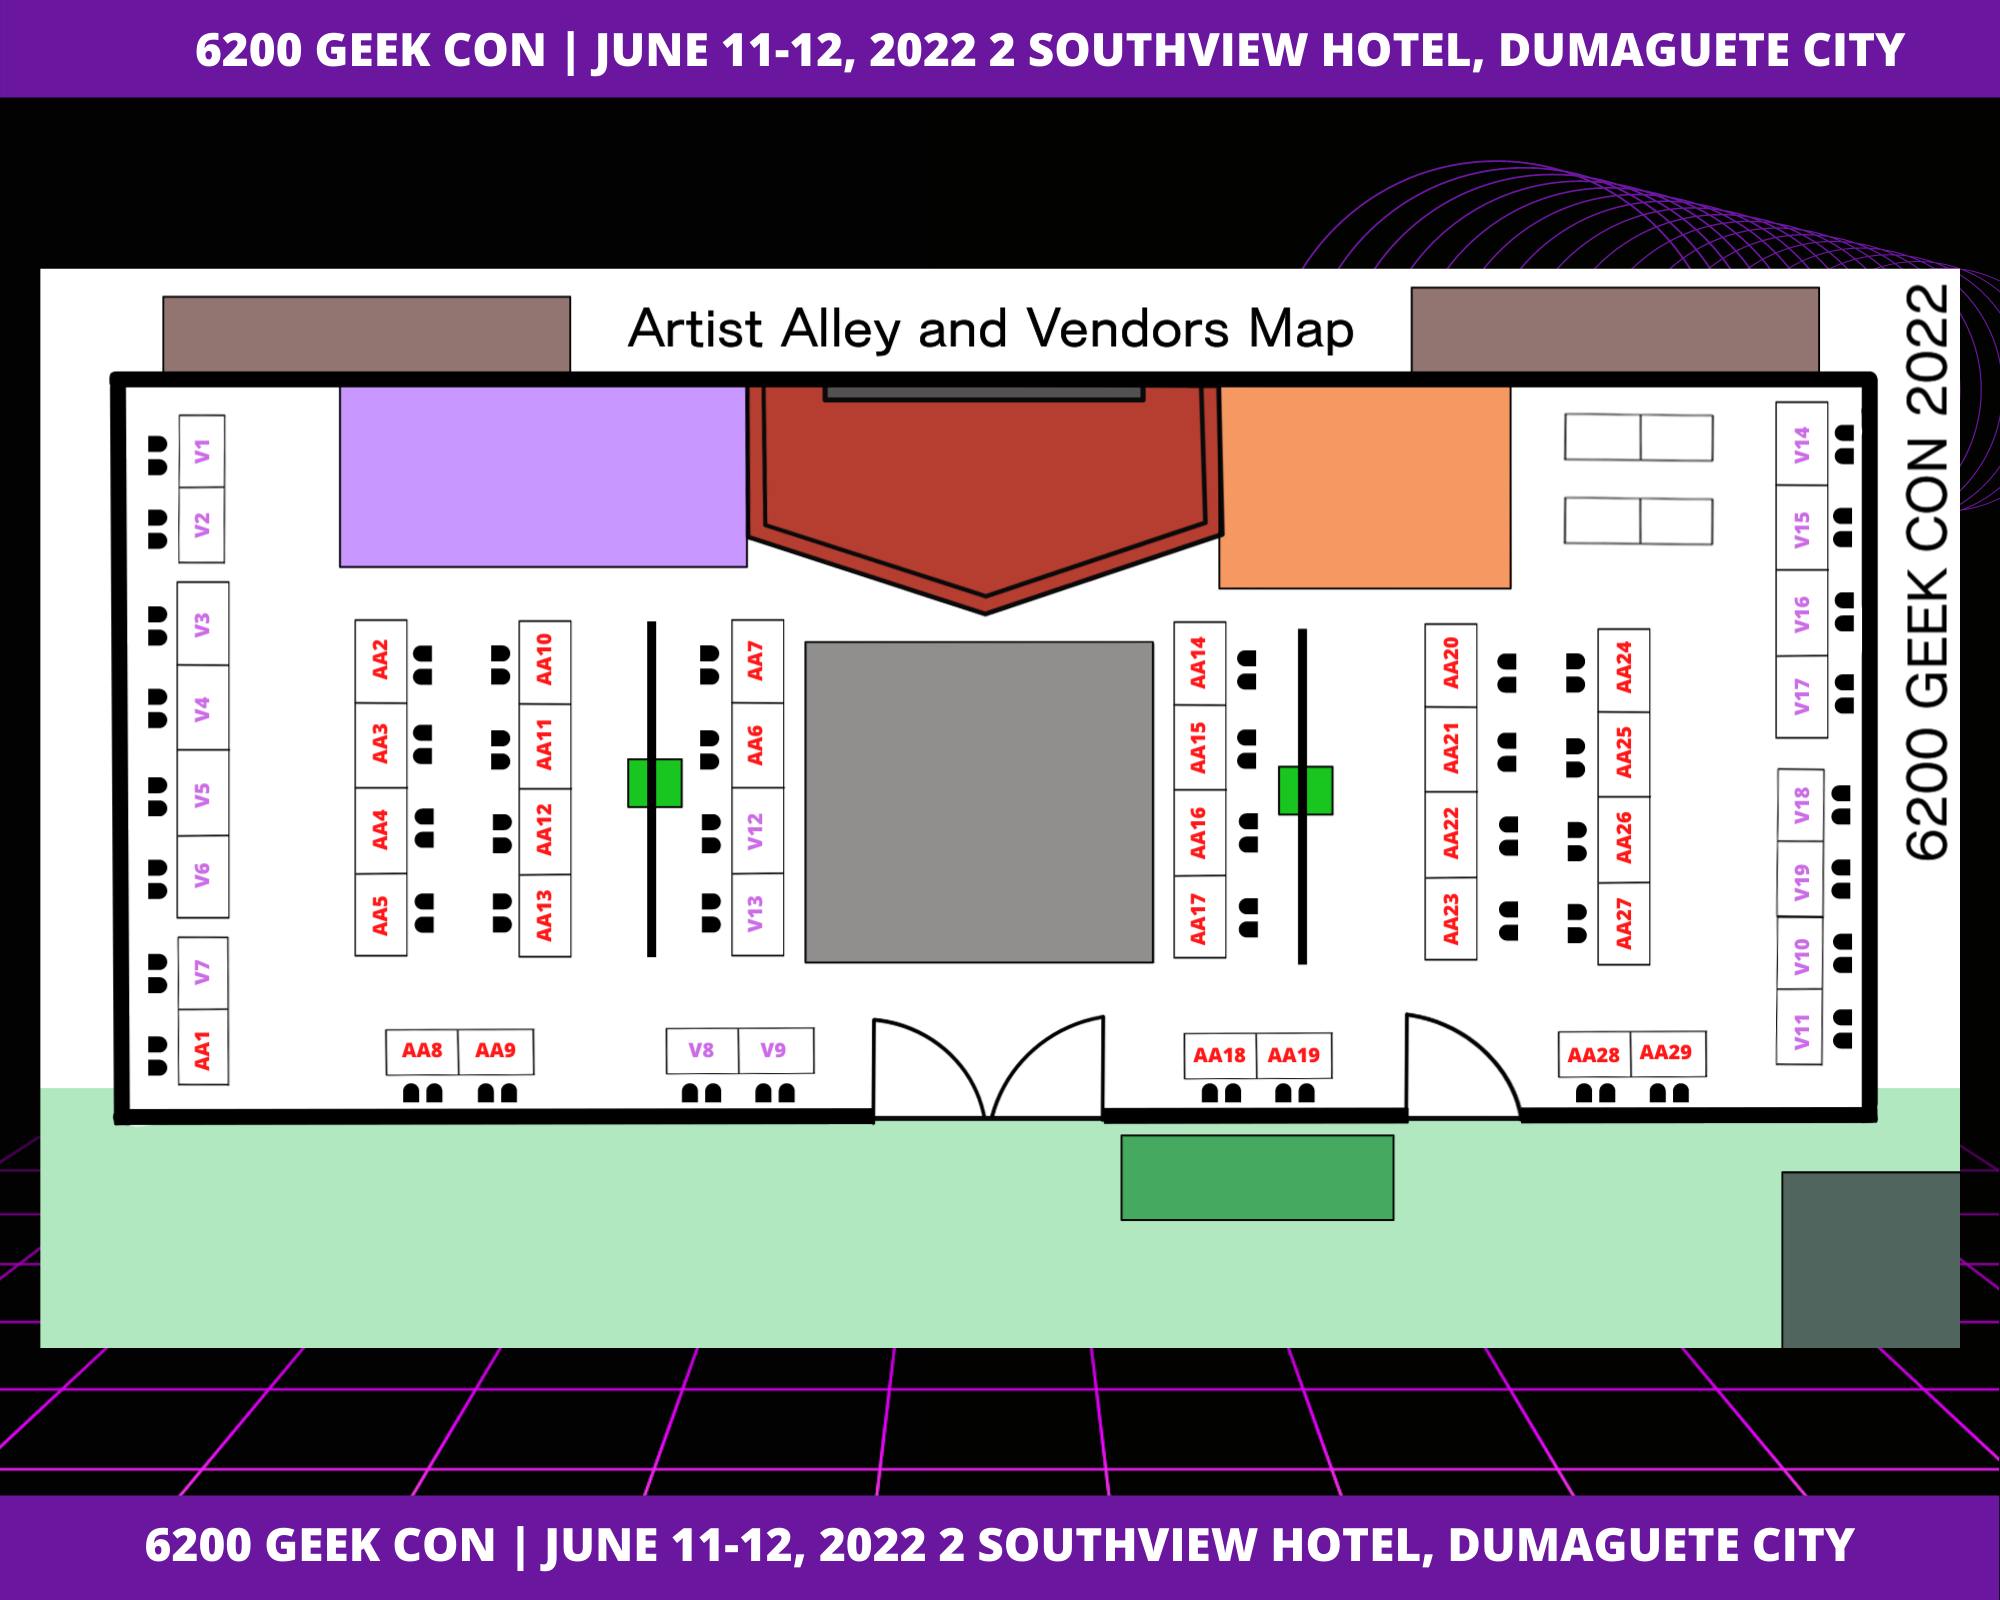 6200 GEEK CON | JUNE 11-12, 2022 2 SOUTHVIEW HOTEL, DUMAGUETE CITY
Artist Alley and Vendors Map
6200 GEEK CON 2022
V1
V2
V3
V4
V5
V6
V7
AA1
AA2
AA3
AA4
AA5
AA10
AA11
AA12
AA13
AA7
AA6
V12
V13
AA14
AA15
AA16
AA17
AA20
AA21
AA22
AA23
AA24
AA25
AA26
AA27
V14
V15
V16
V17
V18
V19
V10
V11
AA8 AA9
V8 V9
AA18 AA19
AA28 AA29
6200 GEEK CON | JUNE 11-12, 2022 2 SOUTHVIEW HOTEL, DUMAGUETE CITY